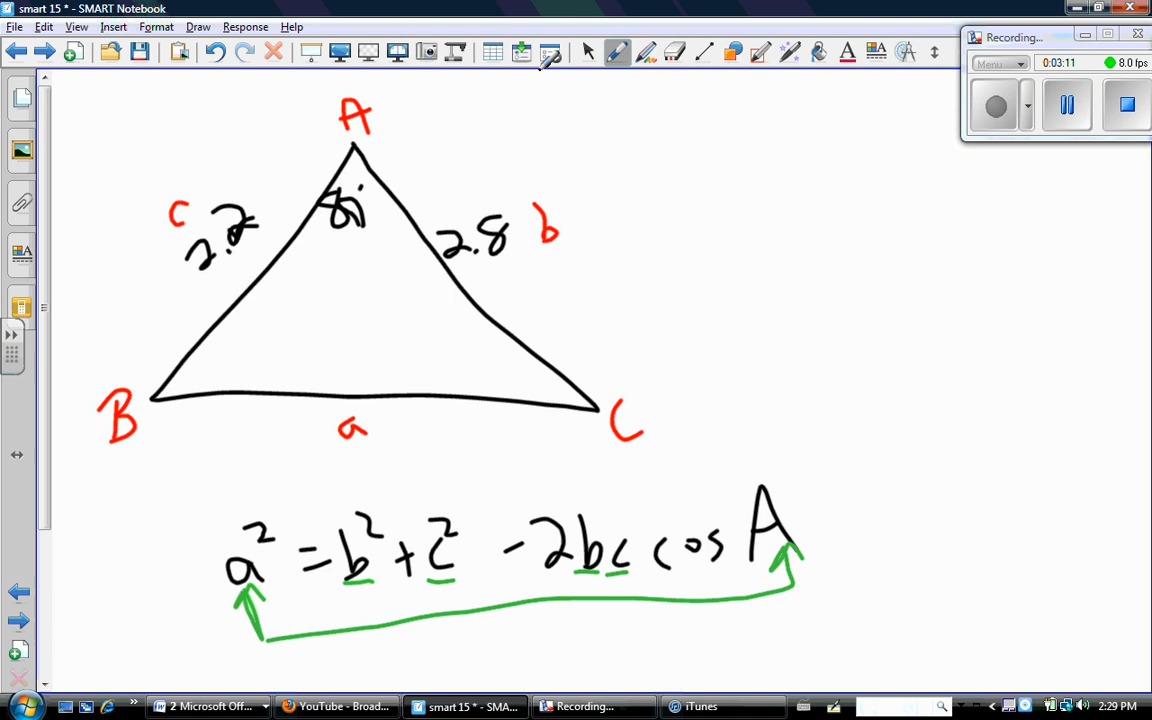 smart 15 * - SMART Notebook
File Edit View Insert Format Draw Response Help
Recording...
Menu 0:03:11 8.0 fps
A
c b
2.2 2.8
B C
a
a² = b² + c² - 2bc cos A
2 Microsoft Off... YouTube - Broad... smart 15 * - SMA... Recording... iTunes 2:29 PM